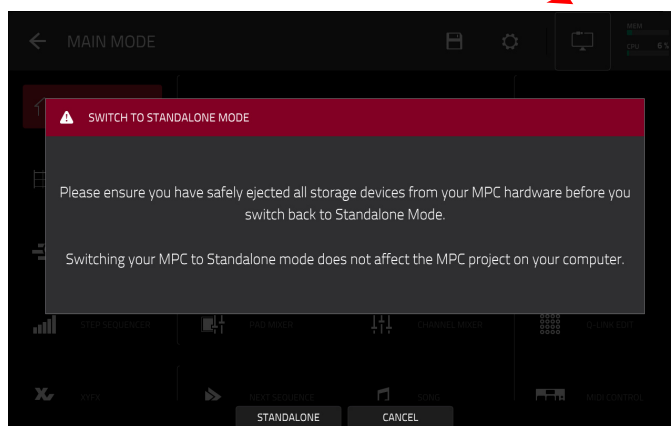 MAIN MODE
MEM
CPU 6%
SWITCH TO STANDALONE MODE
Please ensure you have safely ejected all storage devices from your MPC hardware before you
switch back to Standalone Mode.
Switching your MPC to Standalone mode does not affect the MPC project on your computer.
STEP SEQUENCER
PAD MIXER
CHANNEL MIXER
Q-LINK EDIT
XYFX
NEXT SEQUENCE
SONG
MIDI CONTROL
STANDALONE
CANCEL